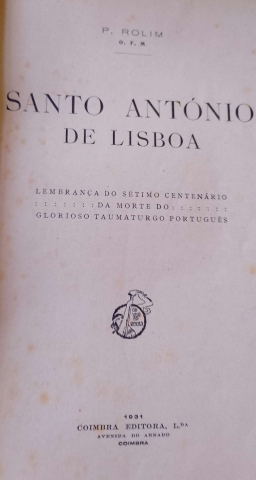 P. ROLIM
O. F. M.
SANTO ANTÓNIO
DE LISBOA
LEMBRANÇA DO SÉTIMO CENTENÁRIO
: : : : : : : DA MORTE DO : : : : : : :
GLORIOSO TAUMATURGO PORTUGUÊS
1931
COIMBRA EDITORA, L.DA
AVENIDA DO ARNADO
COIMBRA